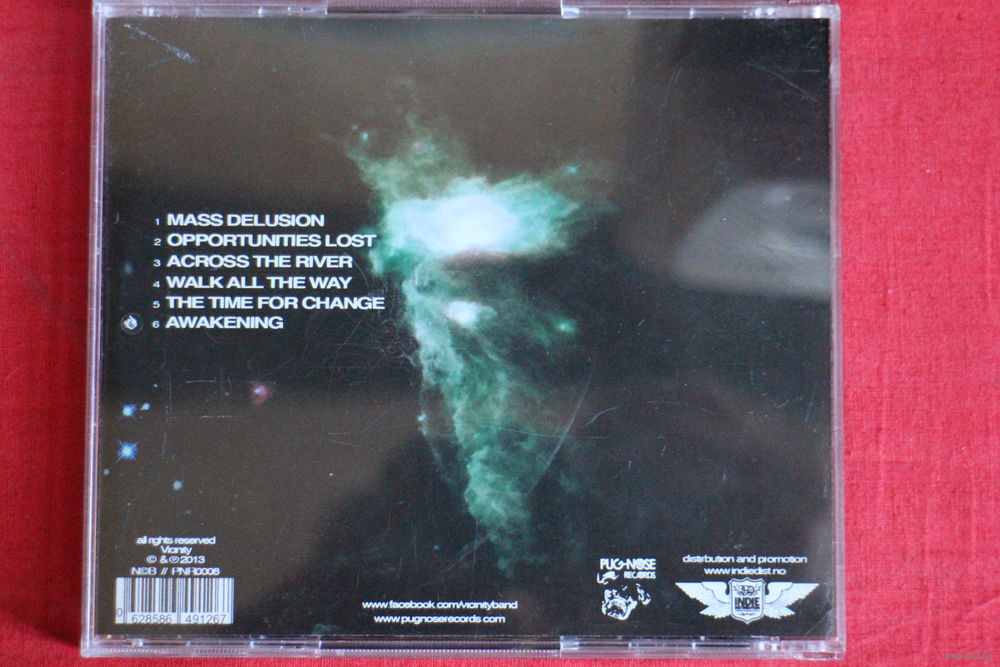 1 MASS DELUSION
2 OPPORTUNITIES LOST
3 ACROSS THE RIVER
4 WALK ALL THE WAY
5 THE TIME FOR CHANGE
6 AWAKENING
all rights reserved
Vicinity
© & ℗ 2013
NCB // PNR0008
0 628586 491267
www.facebook.com/vicinityband
www.pugnoserecords.com
PUG-NOSE
RECORDS
distribution and promotion
www.indiedist.no
INDIE